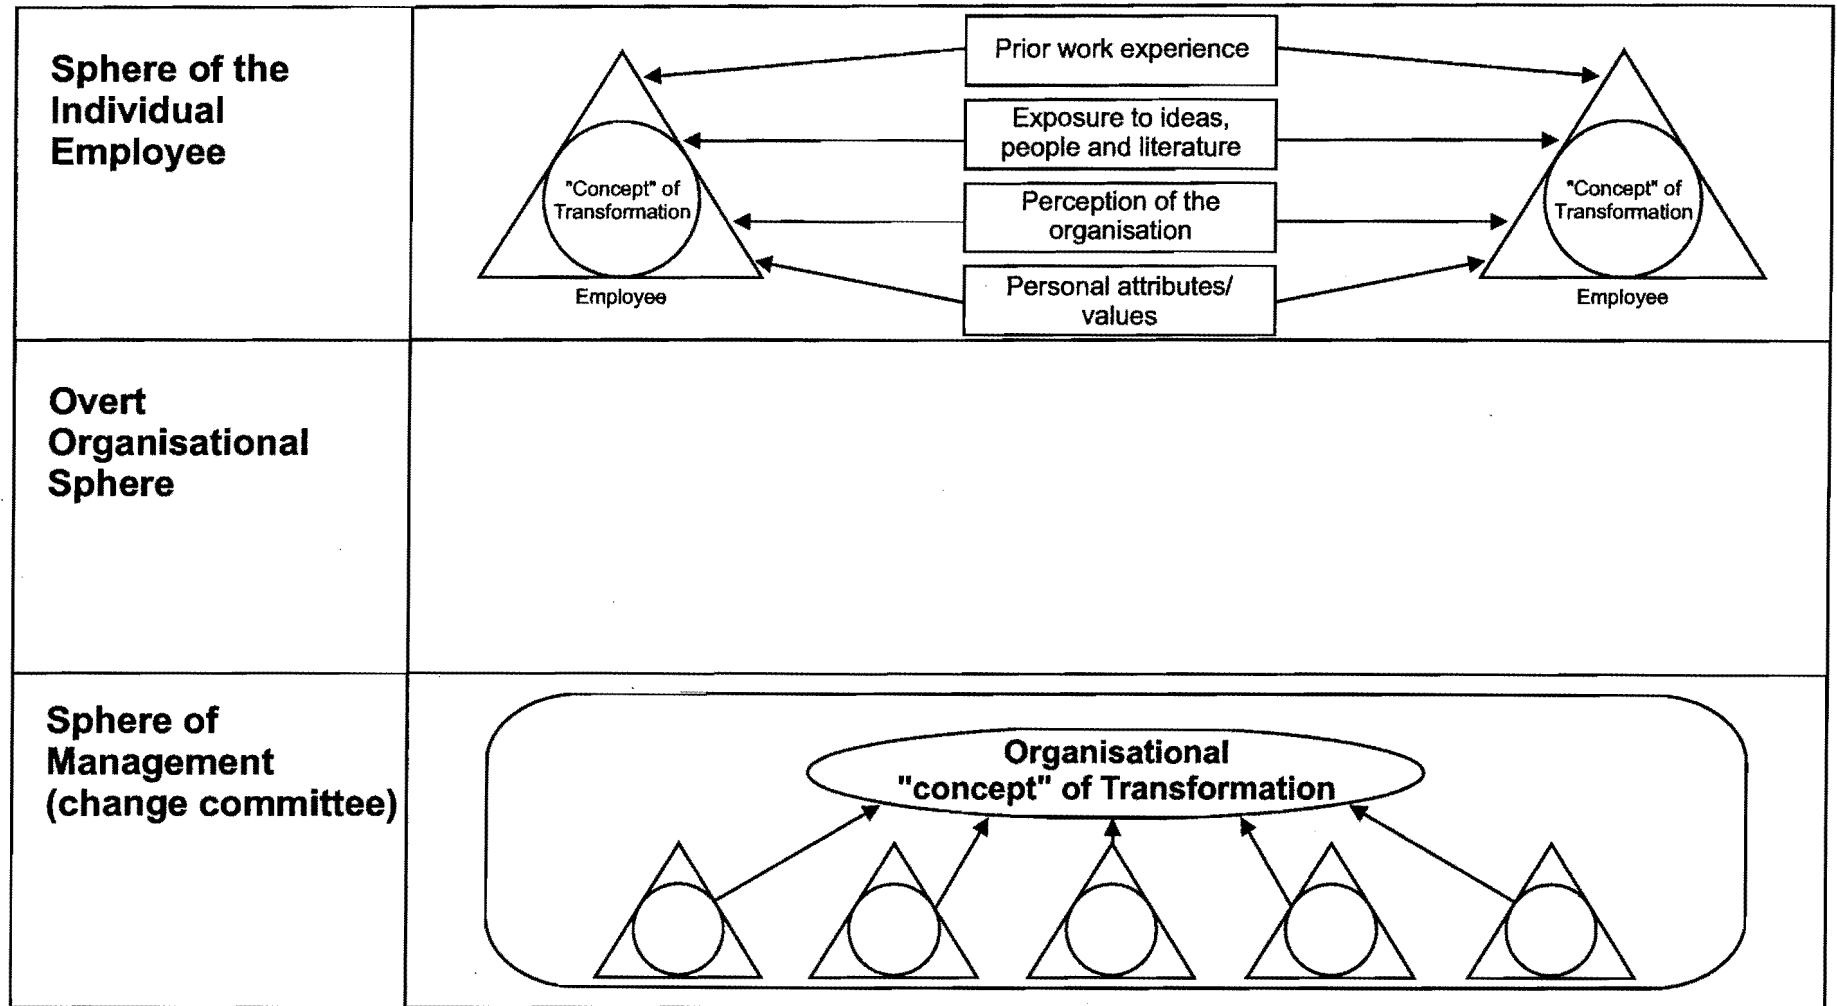 Sphere of the
Individual
Employee
Prior work experience
Exposure to ideas,
people and literature
Perception of the
organisation
Personal attributes/
values
"Concept" of
Transformation
Employee
"Concept" of
Transformation
Employee
Overt
Organisational
Sphere
Sphere of
Management
(change committee)
Organisational
"concept" of Transformation